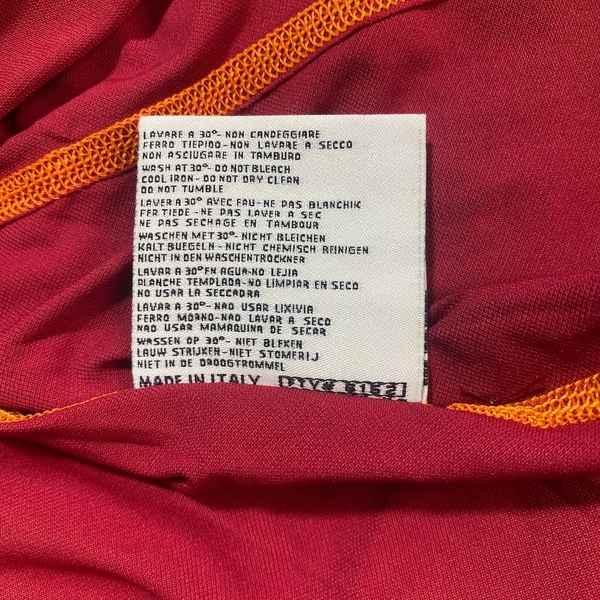 LAVARE A 30°- NON CANDEGGIARE
FERRO TIEPIDO - NON LAVARE A SECCO
NON ASCIUGARE IN TAMBURO
WASH AT 30°- DO NOT BLEACH
COOL IRON - DO NOT DRY CLEAN
DO NOT TUMBLE
LAVER A 30° AVEC EAU - NE PAS BLANCHIK
FER TIEDE - NE PAS LAVER A SEC
NE PAS SECHAGE EN TAMBOUR
WASCHEN MET 30°- NICHT BLEICHEN
KALT BUEGELN - NICHT CHEMISCH REINIGEN
NICHT IN DEN WASCHENTROCKNER
LAVAR A 30° EN AGUA - NO LEJIA
PLANCHE TEMPLADA - NO LIMPIAR EN SECO
NO USAR LA SECCADRA
LAVAR A 30°- NAO USAR LIXIVIA
FERRO MORNO - NAO LAVAR A SECO
NAO USAR MAMAQUINA DE SECAR
WASSEN OP 30°- NIET BLEKEN
LAUW STRIJKEN - NIET STOMERIJ
NIET IN DE DROOGTROMMEL
MADE IN ITALY